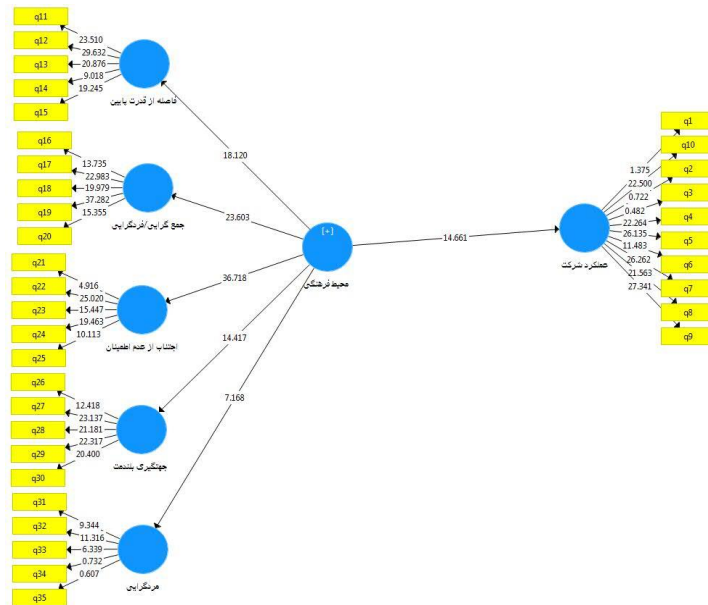 q11
q12
q13
q14
q15
23.510
29.632
20.876
9.018
19.245
فاصله از قدرت پایین
q16
q17
q18
q19
q20
13.735
22.983
19.979
37.282
15.355
جمع گرایی/فردگرایی
q21
q22
q23
q24
q25
4.916
25.020
15.447
19.463
10.113
اجتناب از عدم اطمینان
q26
q27
q28
q29
q30
12.418
23.137
21.181
22.317
20.400
جهتگیری بلندمت
q31
q32
q33
q34
q35
9.344
11.316
6.339
0.732
0.607
مردگرایی
18.120
23.603
36.718
14.417
7.168
[+]
محیط فرهنگی
14.661
عملکرد شرکت
1.375
22.500
0.722
0.482
22.264
26.135
11.483
26.262
21.563
27.341
q1
q10
q2
q3
q4
q5
q6
q7
q8
q9